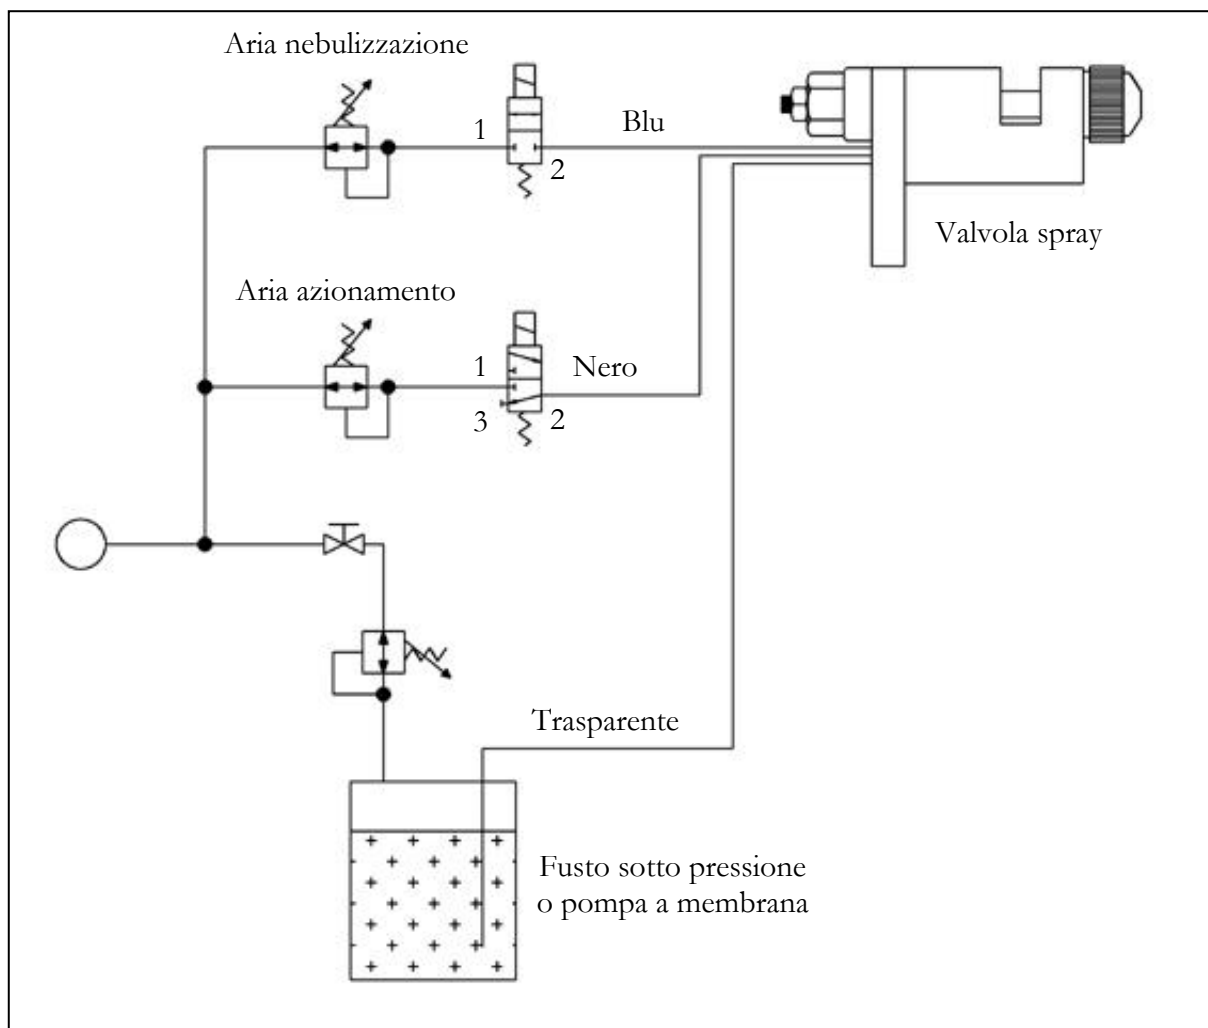 Aria nebulizzazione
1
Blu
2
Valvola spray
Aria azionamento
1
Nero
3
2
Trasparente
Fusto sotto pressione
o pompa a membrana